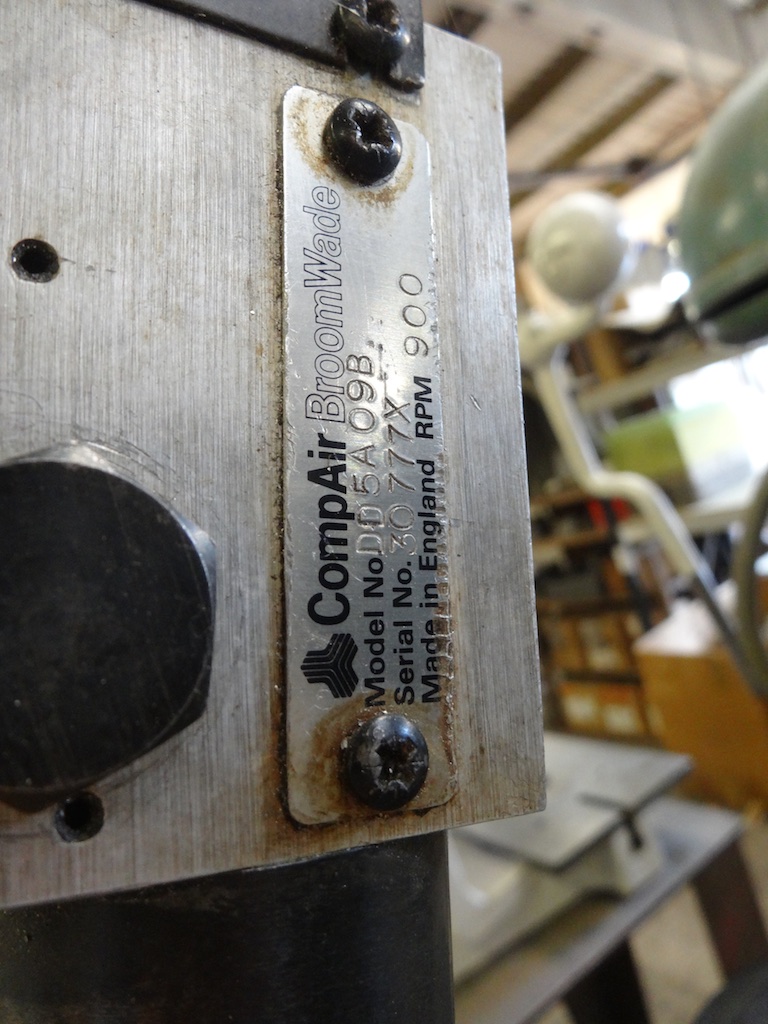 CompAir BroomWade
Model No. DD5A09B
Serial No. 30777X
Made in England RPM 900